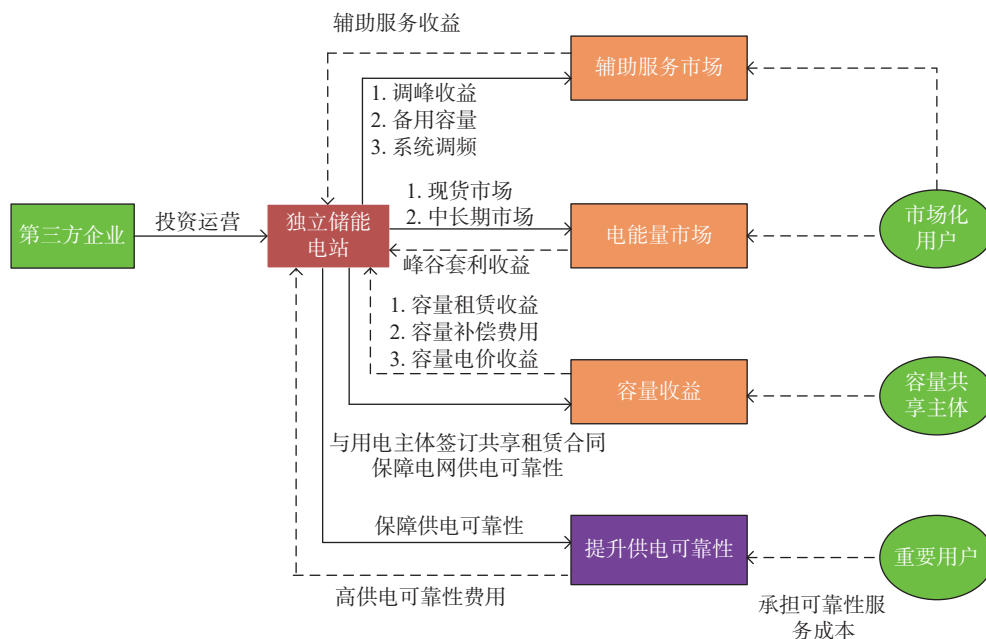 辅助服务收益
辅助服务市场
1. 调峰收益
2. 备用容量
3. 系统调频
第三方企业
投资运营
独立储能
电站
1. 现货市场
2. 中长期市场
电能量市场
市场化
用户
峰谷套利收益
1. 容量租赁收益
2. 容量补偿费用
3. 容量电价收益
容量收益
容量共
享主体
与用电主体签订共享租赁合同
保障电网供电可靠性
保障供电可靠性
提升供电可靠性
重要用户
高供电可靠性费用
承担可靠性服
务成本